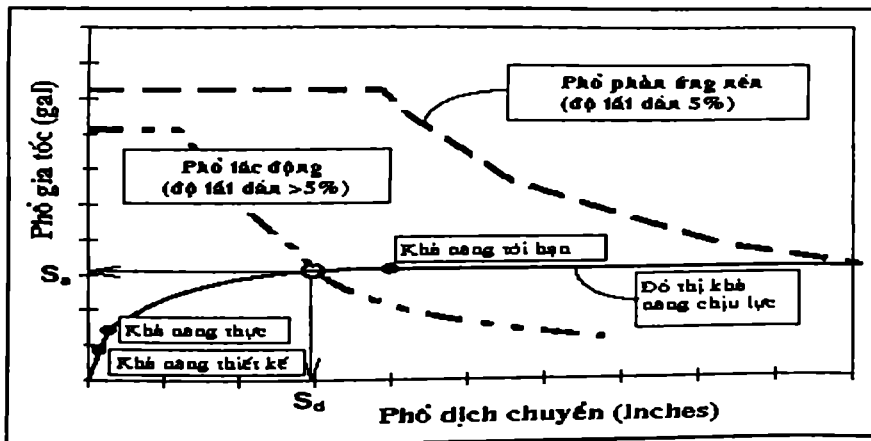 Phổ gia tốc (gal)
Phổ phản ứng nén
(độ tắt dần 5%)
Phổ tác động
(độ tắt dần >5%)
Khả năng tới hạn
Sa
Đồ thị khả
năng chịu lực
Khả năng thực
Khả năng thiết kế
Sd
Phổ dịch chuyển (Inches)